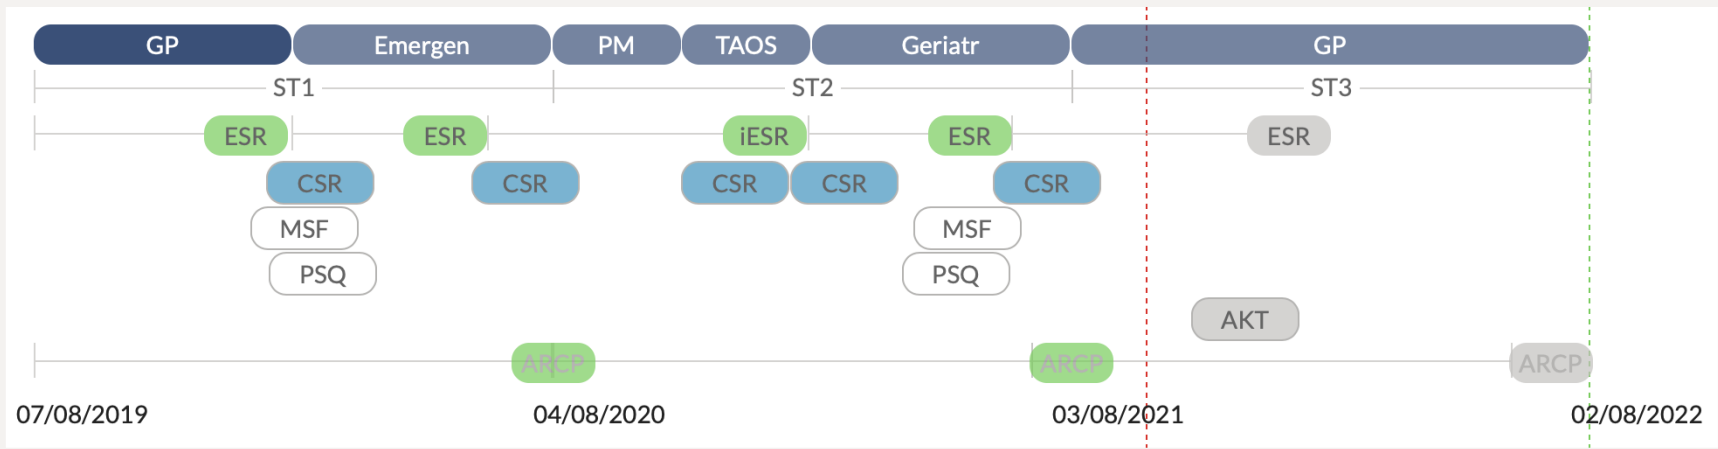 GP Emergen PM TAOS Geriatr GP
ST1 ST2 ST3
ESR ESR iESR ESR ESR
CSR CSR CSR CSR CSR
MSF MSF
PSQ PSQ
AKT
ARCP ARCP ARCP
07/08/2019 04/08/2020 03/08/2021 02/08/2022